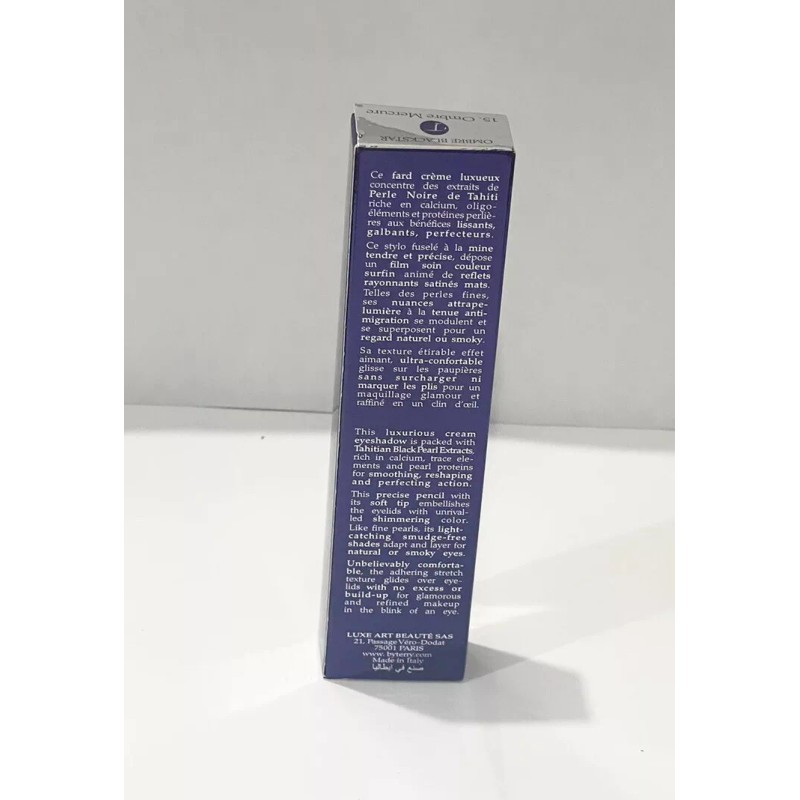 15. Ombre Mercure
T
OMBRE BLACKSTAR
Ce fard crème luxueux
concentre des extraits de
Perle Noire de Tahiti
riche en calcium, oligo-
éléments et protéines perliè-
res aux bénéfices lissants,
galbants, perfecteurs.
Ce stylo fuselé à la mine
tendre et précise, dépose
un film soin couleur
surfin animé de reflets
rayonnants satinés mats.
Telles des perles fines,
ses nuances attrape-
lumière à la tenue anti-
migration se modulent et
se superposent pour un
regard naturel ou smoky.
Sa texture étirable effet
aimant, ultra-confortable
glisse sur les paupières
sans surcharger ni
marquer les plis pour un
maquillage glamour et
raffiné en un clin d'œil.
This luxurious cream
eyeshadow is packed with
Tahitian Black Pearl Extracts,
rich in calcium, trace ele-
ments and pearl proteins
for smoothing, reshaping
and perfecting action.
This precise pencil with
its soft tip embellishes
the eyelids with unrival-
led shimmering color.
Like fine pearls, its light-
catching smudge-free
shades adapt and layer for
natural or smoky eyes.
Unbelievably comforta-
ble, the adhering stretch
texture glides over eye-
lids with no excess or
build-up for glamorous
and refined makeup
in the blink of an eye.
LUXE ART BEAUTÉ SAS
21, Passage Véro-Dodat
75001 PARIS
www. byterry.com
Made in Italy
صنع في ايطاليا